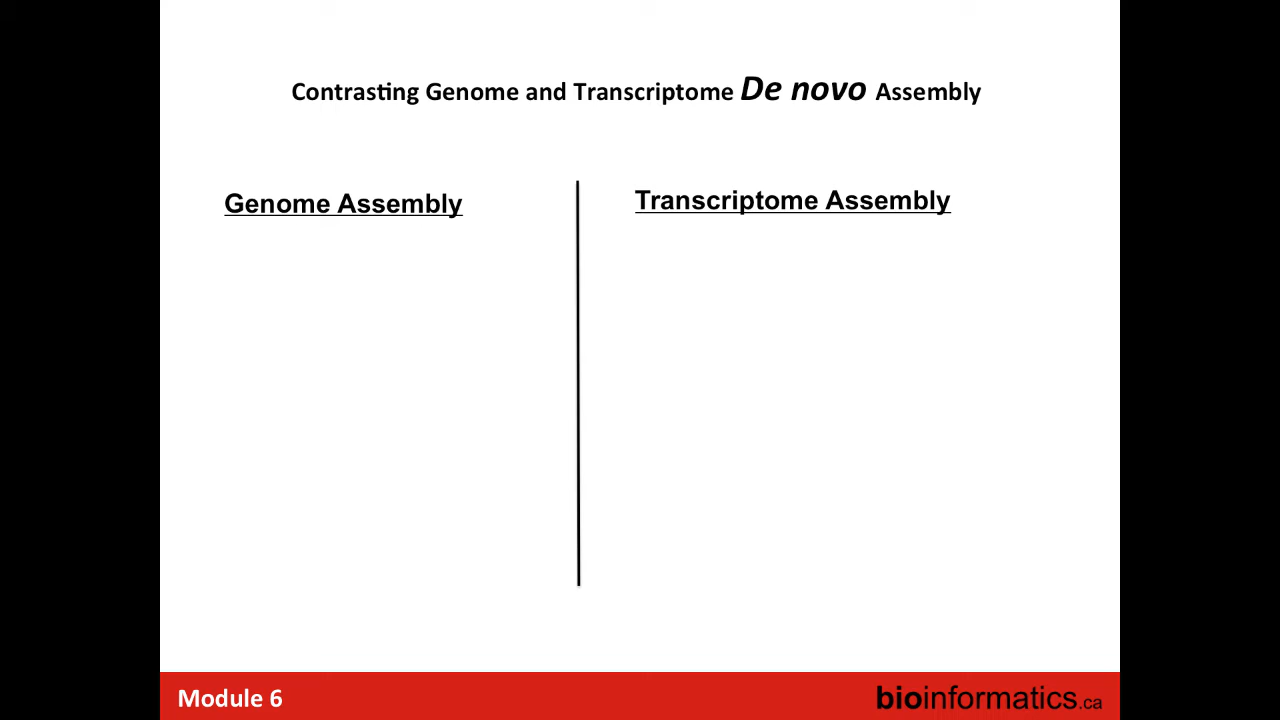 Contrasting Genome and Transcriptome De novo Assembly
Genome Assembly
Transcriptome Assembly
Module 6
bioinformatics.ca